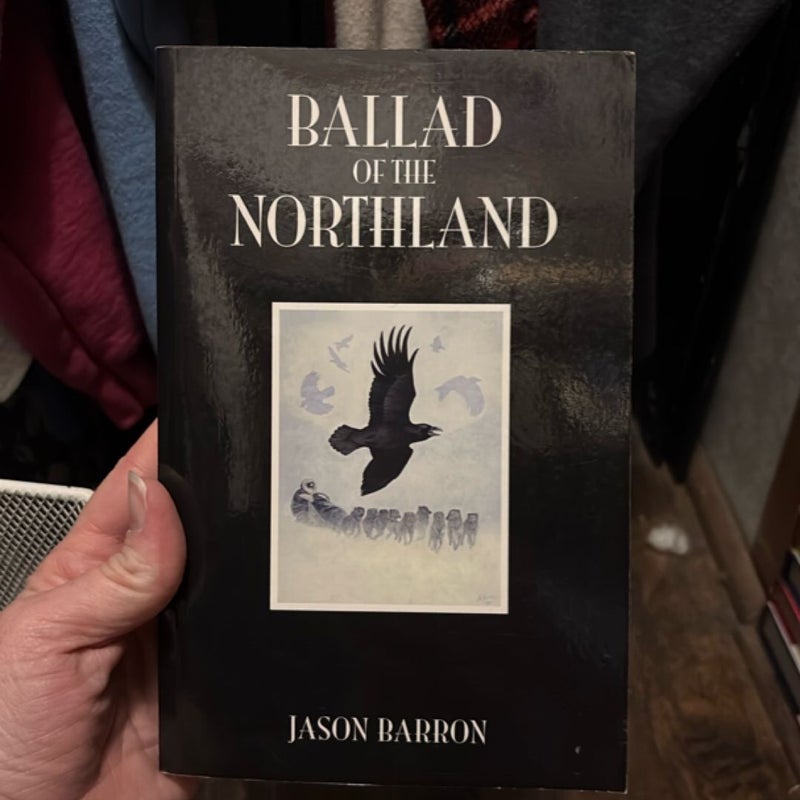 BALLAD
OF THE
NORTHLAND
JASON BARRON